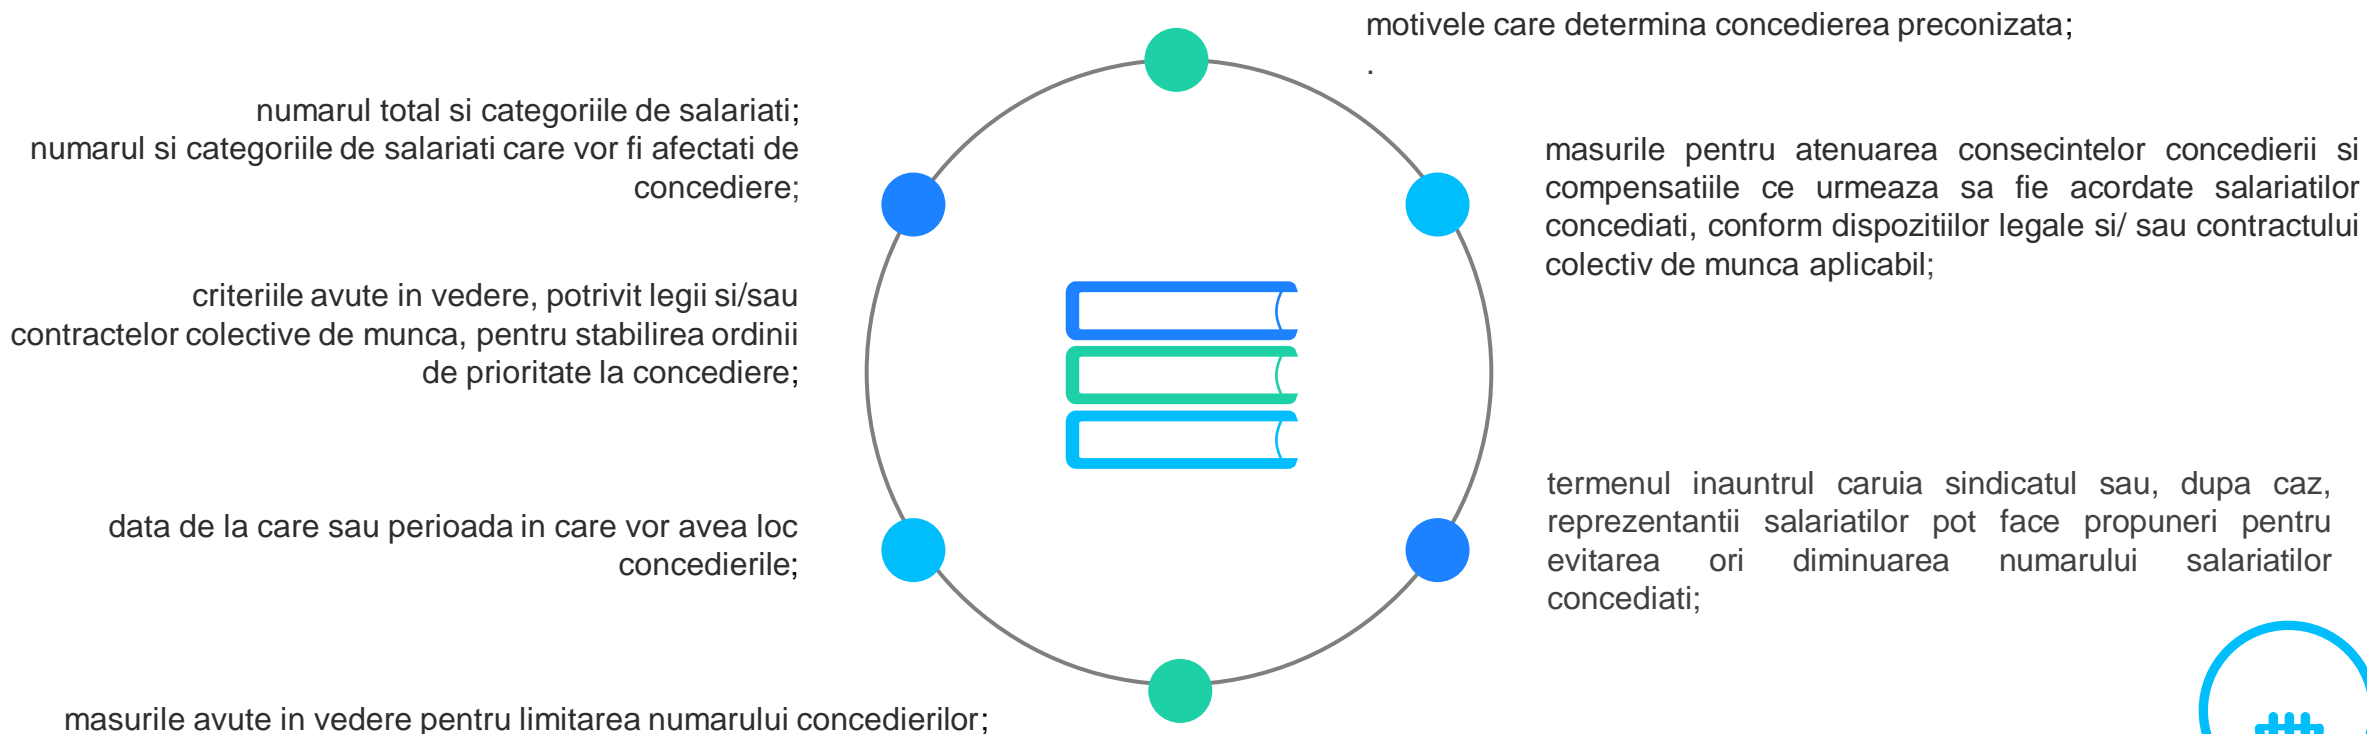 motivele care determina concedierea preconizata;
.
numarul total si categoriile de salariati;
numarul si categoriile de salariati care vor fi afectati de
concediere;
masurile pentru atenuarea consecintelor concedierii si
compensatiile ce urmeaza sa fie acordate salariatilor
concediati, conform dispozitiilor legale si/ sau contractului
colectiv de munca aplicabil;
criteriile avute in vedere, potrivit legii si/sau
contractelor colective de munca, pentru stabilirea ordinii
de prioritate la concediere;
termenul inauntrul caruia sindicatul sau, dupa caz,
reprezentantii salariatilor pot face propuneri pentru
evitarea ori diminuarea numarului salariatilor
concediati;
data de la care sau perioada in care vor avea loc
concedierile;
masurile avute in vedere pentru limitarea numarului concedierilor;